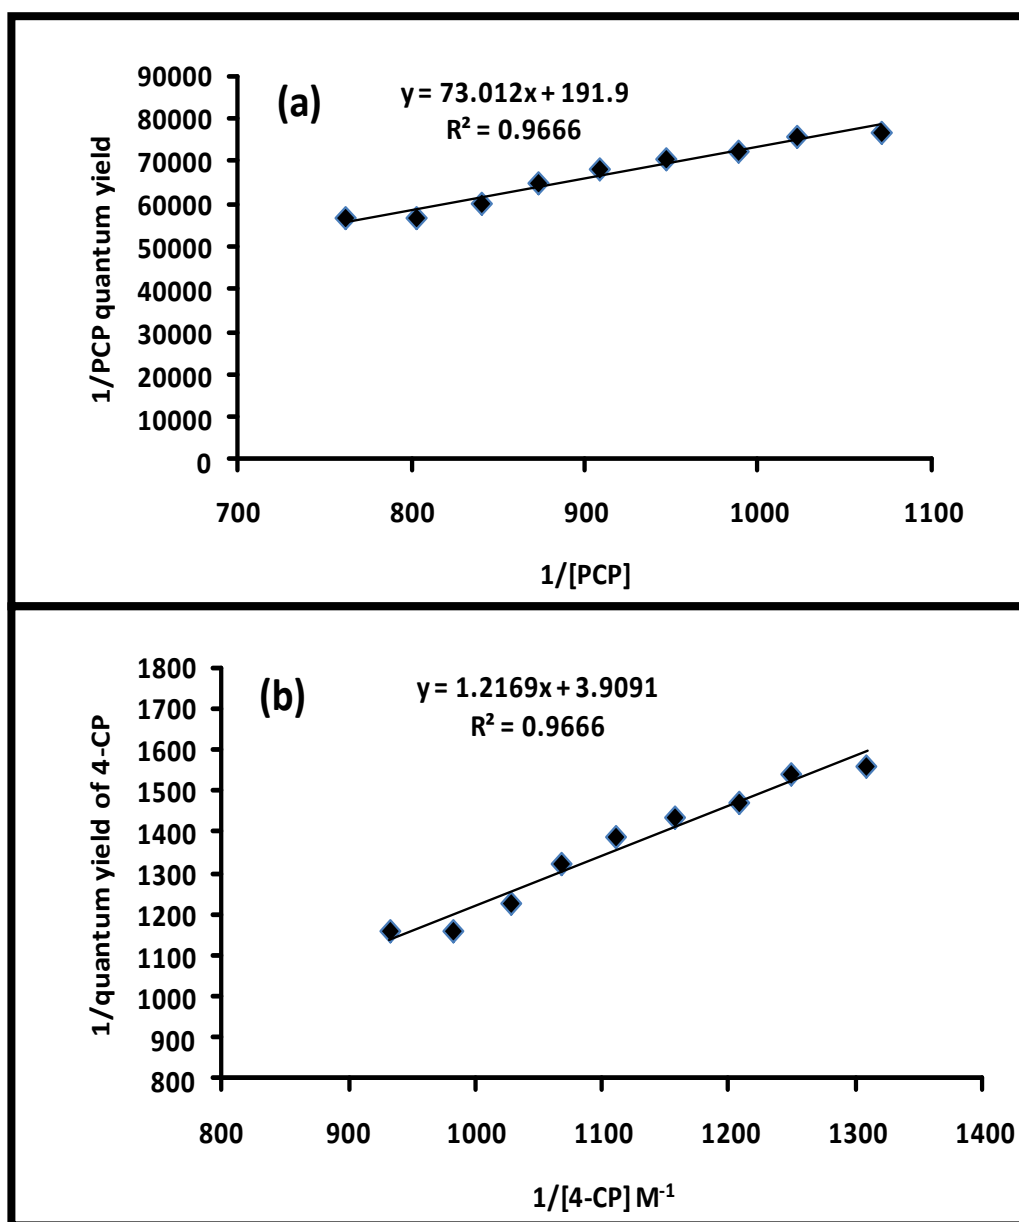 (a)
y = 73.012x + 191.9
R² = 0.9666
1/PCP quantum yield
90000
80000
70000
60000
50000
40000
30000
20000
10000
0
700 800 900 1000 1100
1/[PCP]
(b)
y = 1.2169x + 3.9091
R² = 0.9666
1/quantum yield of 4-CP
1800
1700
1600
1500
1400
1300
1200
1100
1000
900
800
800 900 1000 1100 1200 1300 1400
1/[4-CP] M⁻¹